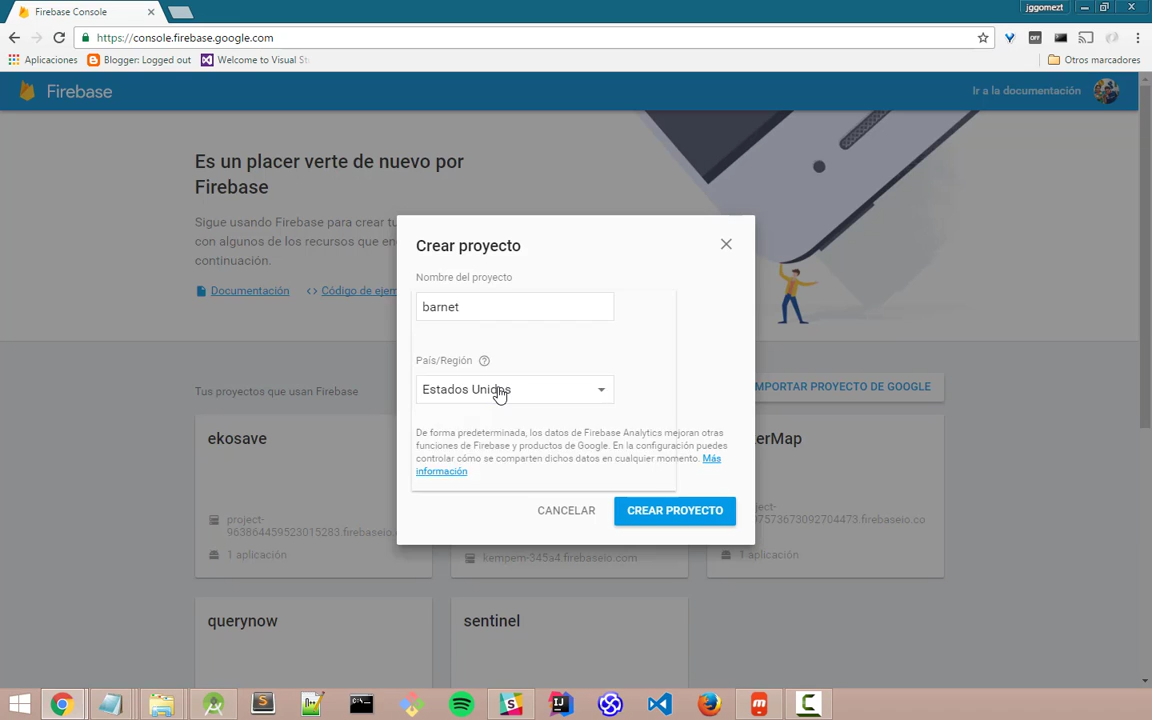 Firebase Console
jggomezt
https://console.firebase.google.com
Aplicaciones
Blogger: Logged out
Welcome to Visual St
Otros marcadores
Firebase
Ir a la documentación
Es un placer verte de nuevo por
Firebase
Sigue usando Firebase para crear tu
con algunos de los recursos que en
continuación.
Documentación
Código de ejem
Crear proyecto
Nombre del proyecto
barnet
País/Región
Estados Unidos
De forma predeterminada, los datos de Firebase Analytics mejoran otras
funciones de Firebase y productos de Google. En la configuración puedes
controlar cómo se comparten dichos datos en cualquier momento. Más
información
CANCELAR
CREAR PROYECTO
Tus proyectos que usan Firebase
IMPORTAR PROYECTO DE GOOGLE
ekosave
project-
963864459523015283.firebaseio.
1 aplicación
kempem-345a4.firebaseio.com
erMap
97573673092704473.firebaseio.co
1 aplicación
querynow
sentinel